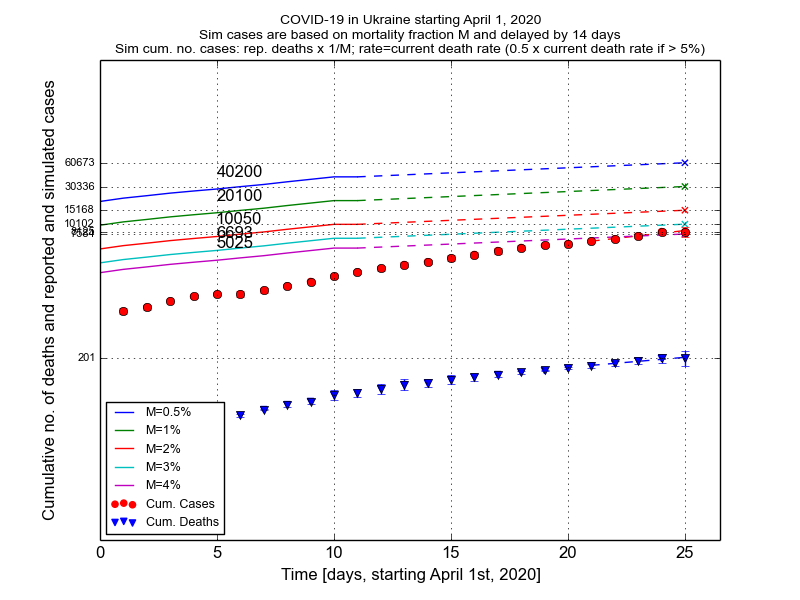 COVID-19 in Ukraine starting April 1, 2020
Sim cases are based on mortality fraction M and delayed by 14 days
Sim cum. no. cases: rep. deaths x 1/M; rate=current death rate (0.5 x current death rate if > 5%)
Cumulative no. of deaths and reported and simulated cases
60673
30336
15168
10102
201
40200
20100
10050
6693
5025
M=0.5%
M=1%
M=2%
M=3%
M=4%
Cum. Cases
Cum. Deaths
0
5
10
15
20
25
Time [days, starting April 1st, 2020]